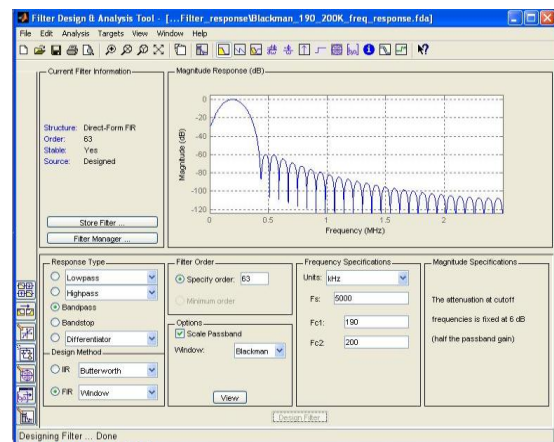 Filter Design & Analysis Tool - [...Filter_response\Blackman_190_200K_freq_response.fda]
File Edit Analysis Targets View Window Help
Current Filter Information
Structure: Direct-Form FIR
Order: 63
Stable: Yes
Source: Designed
Store Filter ...
Filter Manager ...
Magnitude Response (dB)
Magnitude (dB)
0
-20
-40
-60
-80
-100
-120
0 0.5 1 1.5 2
Frequency (MHz)
Response Type
Lowpass
Highpass
Bandpass
Bandstop
Differentiator
Design Method
IIR Butterworth
FIR Window
Filter Order
Specify order: 63
Minimum order
Options
Scale Passband
Window: Blackman
View
Frequency Specifications
Units: kHz
Fs: 5000
Fc1: 190
Fc2: 200
Magnitude Specifications
The attenuation at cutoff
frequencies is fixed at 6 dB
(half the passband gain)
Design Filter
Designing Filter ... Done